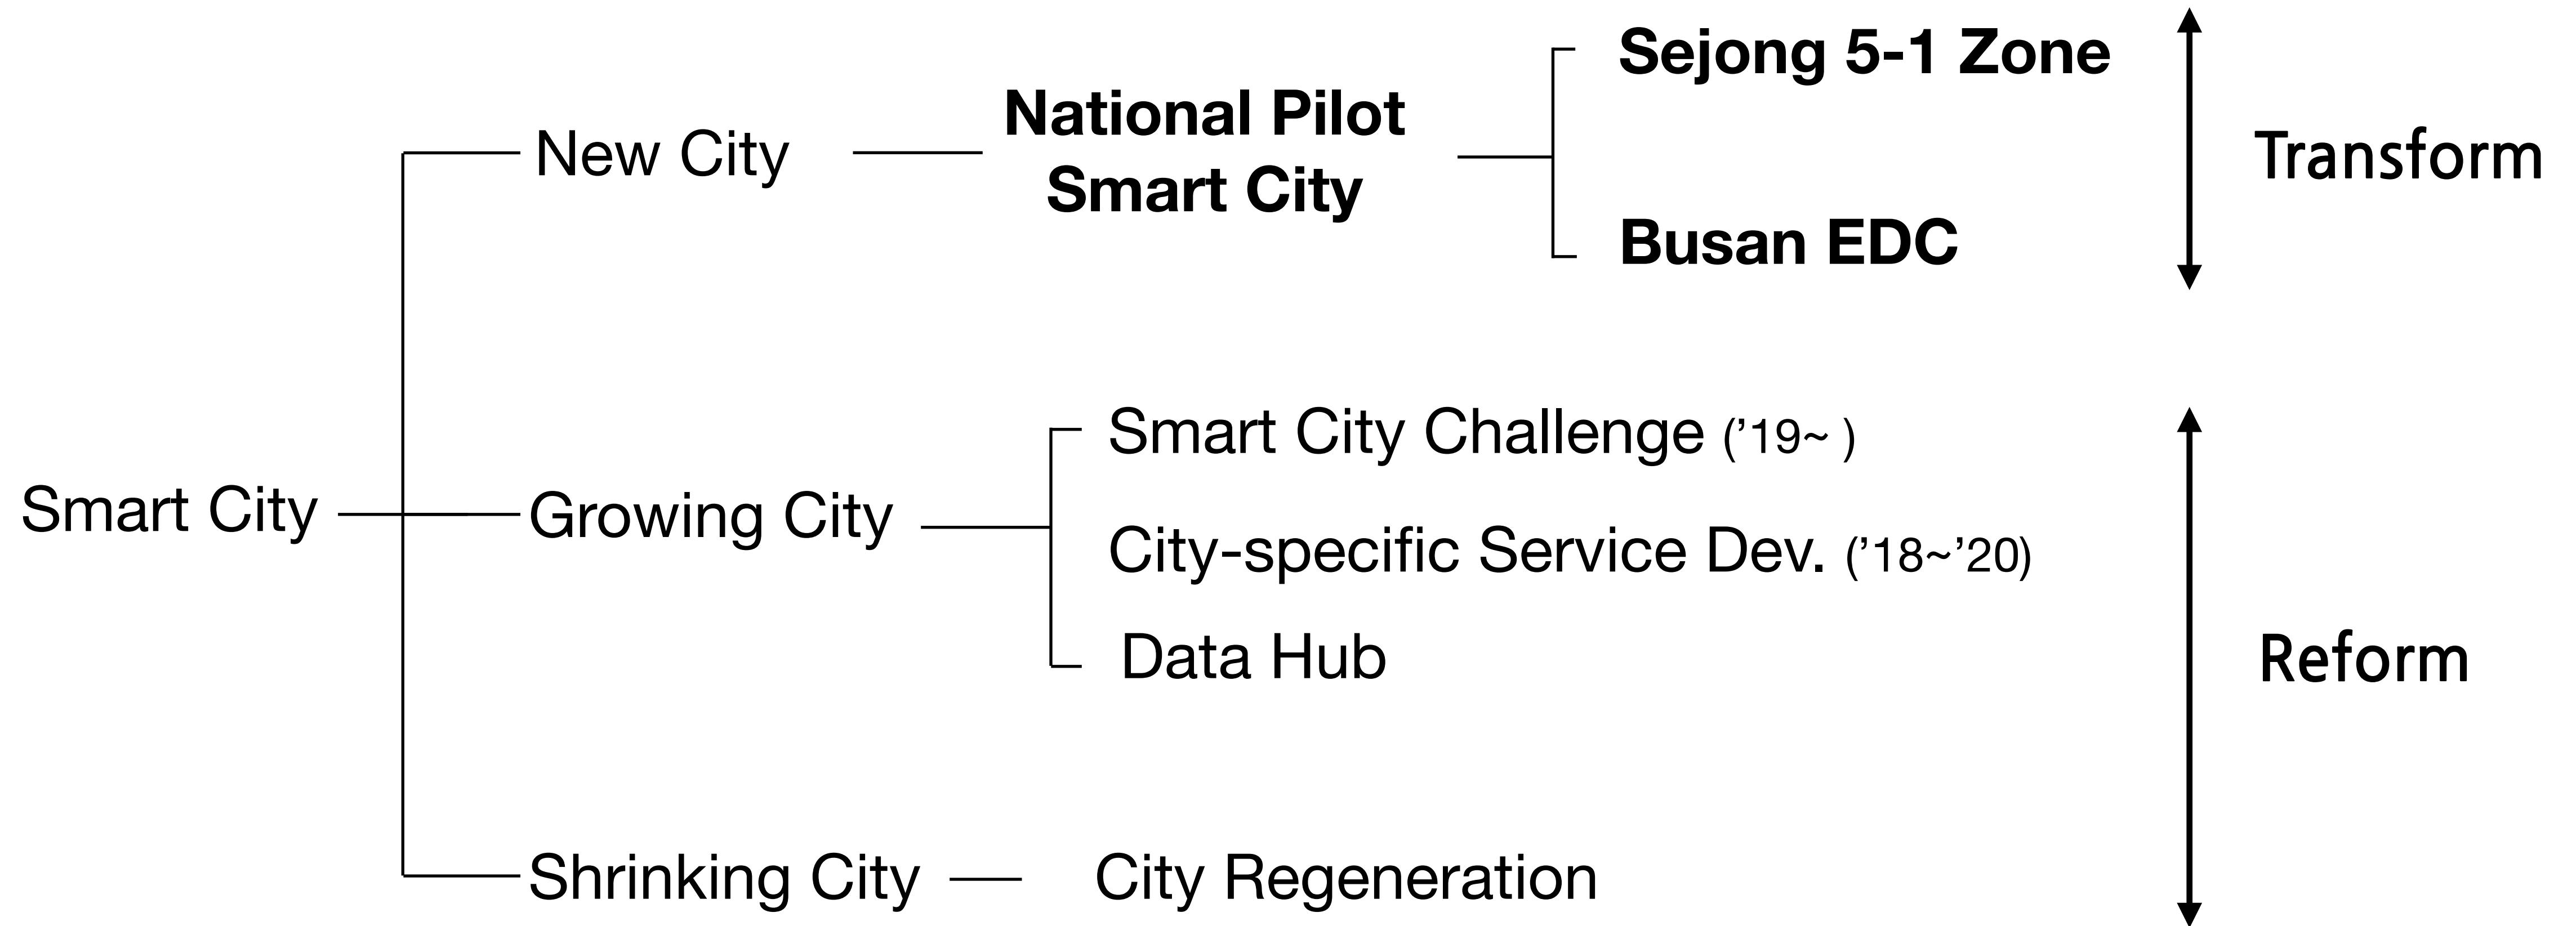 Sejong 5-1 Zone
National Pilot
Smart City
New City
Transform
Busan EDC
Smart City Challenge (’19~ )
Smart City
Growing City
City-specific Service Dev. (’18~’20)
Data Hub
Reform
Shrinking City
City Regeneration